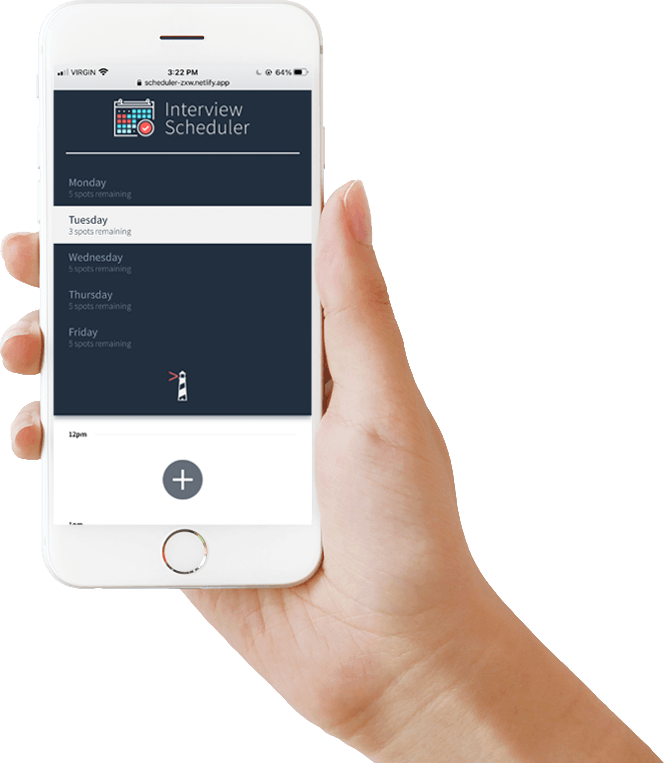 VIRGIN 3:22 PM 64%
scheduler-zxw.netlify.app
Interview
Scheduler
Monday
5 spots remaining
Tuesday
3 spots remaining
Wednesday
5 spots remaining
Thursday
5 spots remaining
Friday
5 spots remaining
12pm